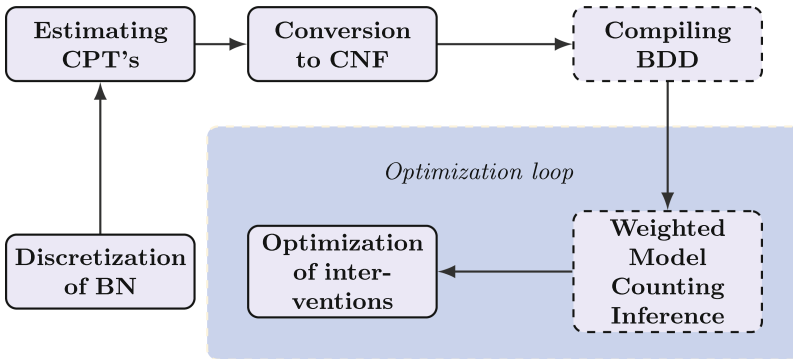 Estimating
CPT's
Conversion
to CNF
Compiling
BDD
Optimization loop
Discretization
of BN
Optimization
of inter-
ventions
Weighted
Model
Counting
Inference